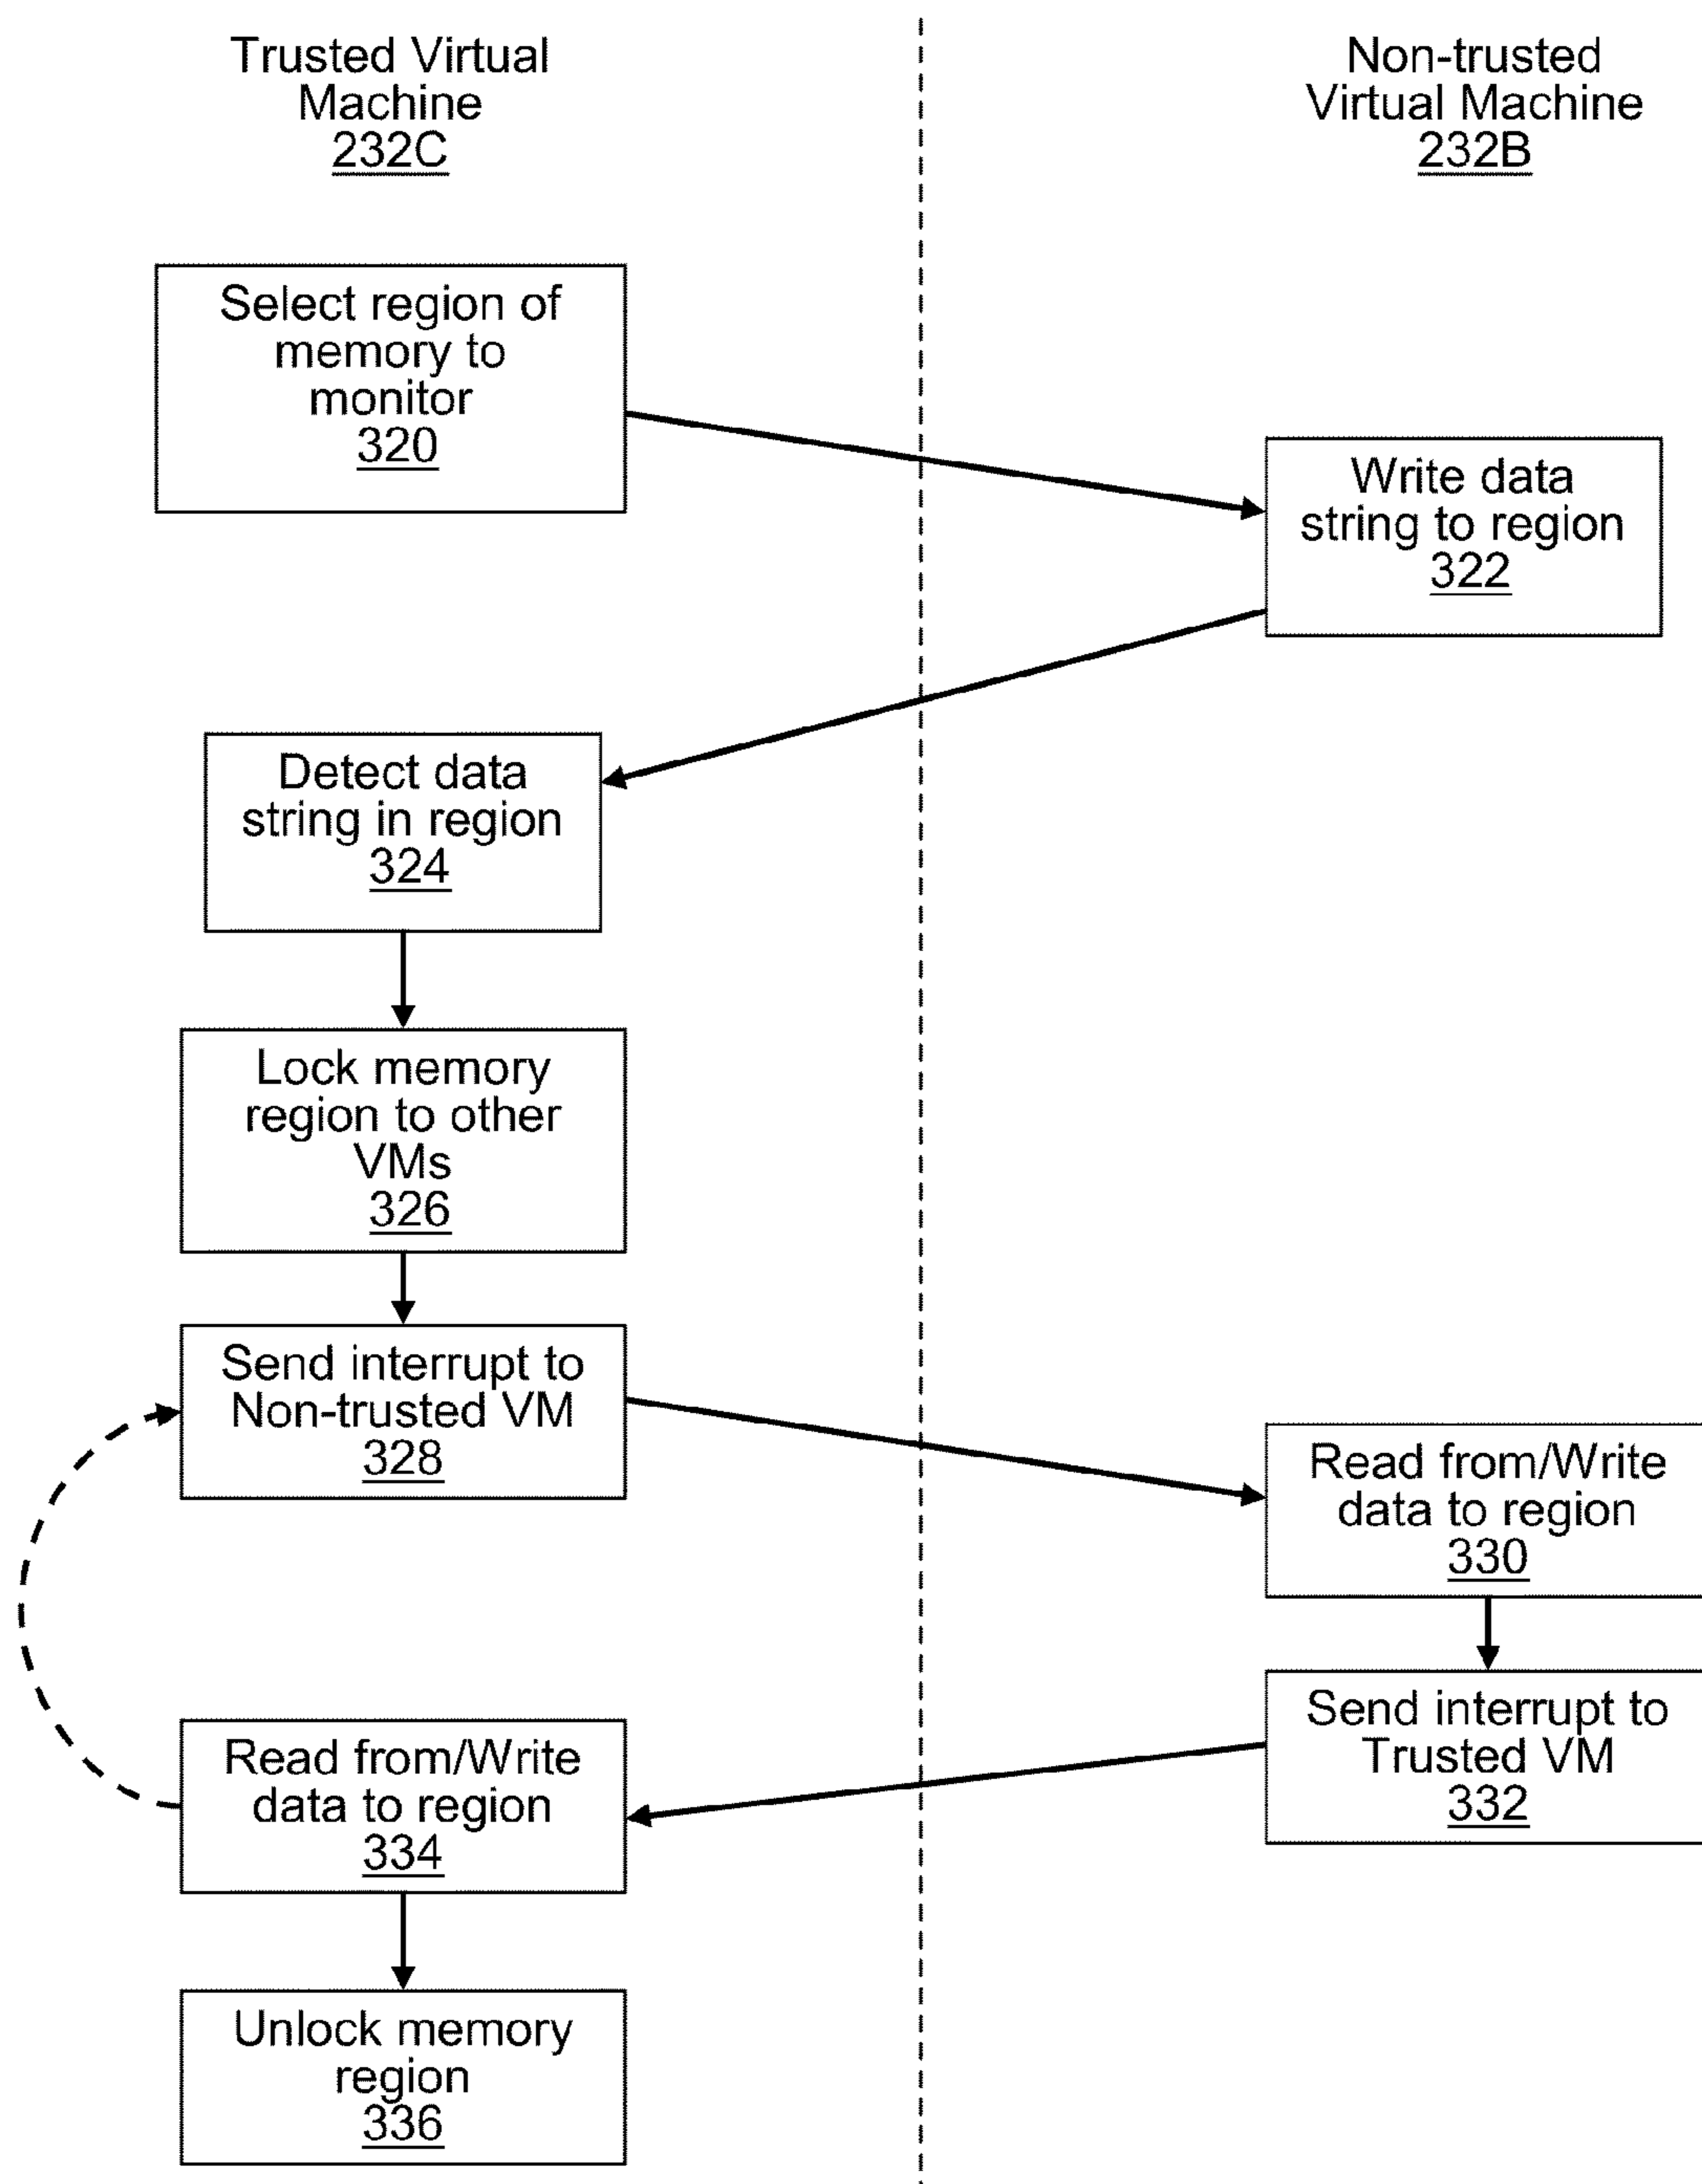 Trusted Virtual
Machine
232C
Non-trusted
Virtual Machine
232B
Select region of
memory to
monitor
320
Write data
string to region
322
Detect data
string in region
324
Lock memory
region to other
VMs
326
Send interrupt to
Non-trusted VM
328
Read from/Write
data to region
330
Send interrupt to
Trusted VM
332
Read from/Write
data to region
334
Unlock memory
region
336